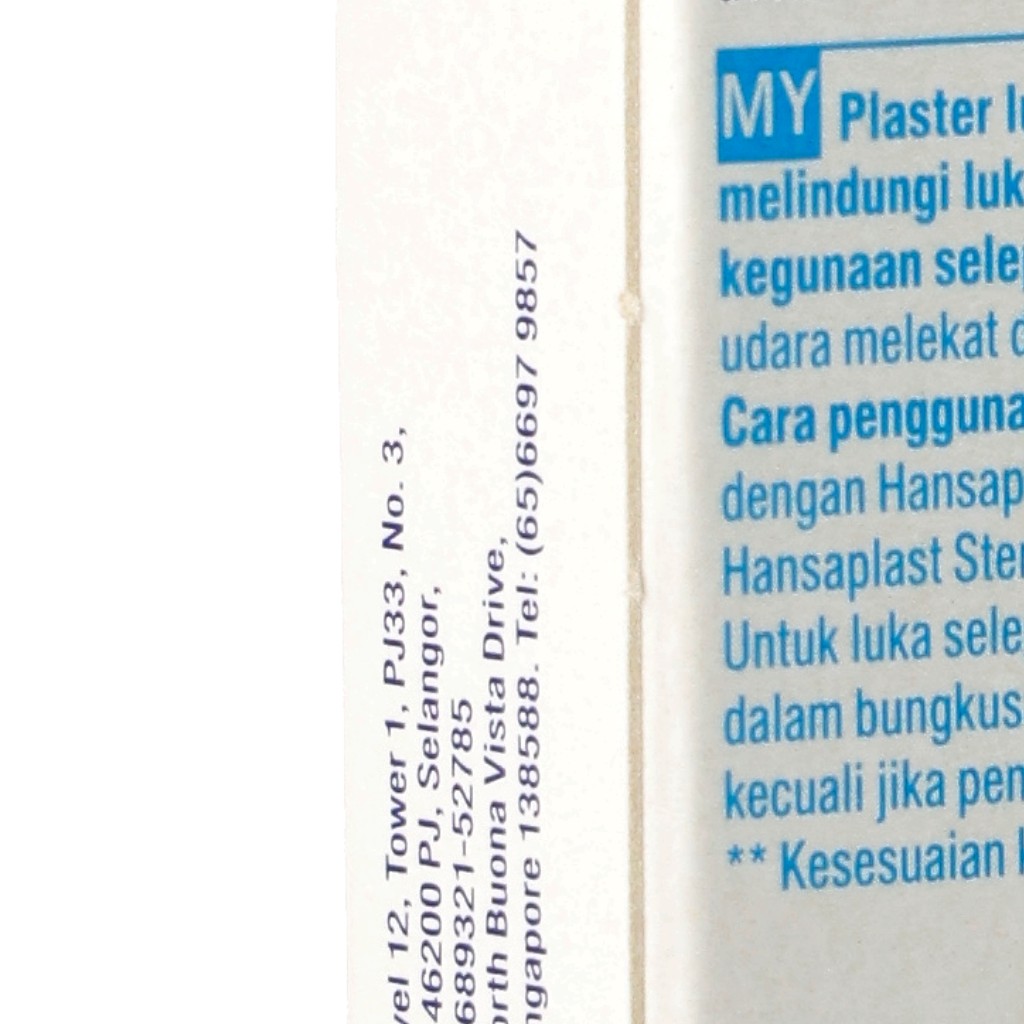 vel 12, Tower 1, PJ33, No. 3,
46200 PJ, Selangor,
689321-52785
orth Buona Vista Drive,
ngapore 138588. Tel: (65)6697 9857
MY Plaster
melindungi luk
kegunaan sele
udara melekat
Cara pengguna
dengan Hansap
Hansaplast Ster
Untuk luka sele
dalam bungkus
kecuali jika pen
** Kesesuaian